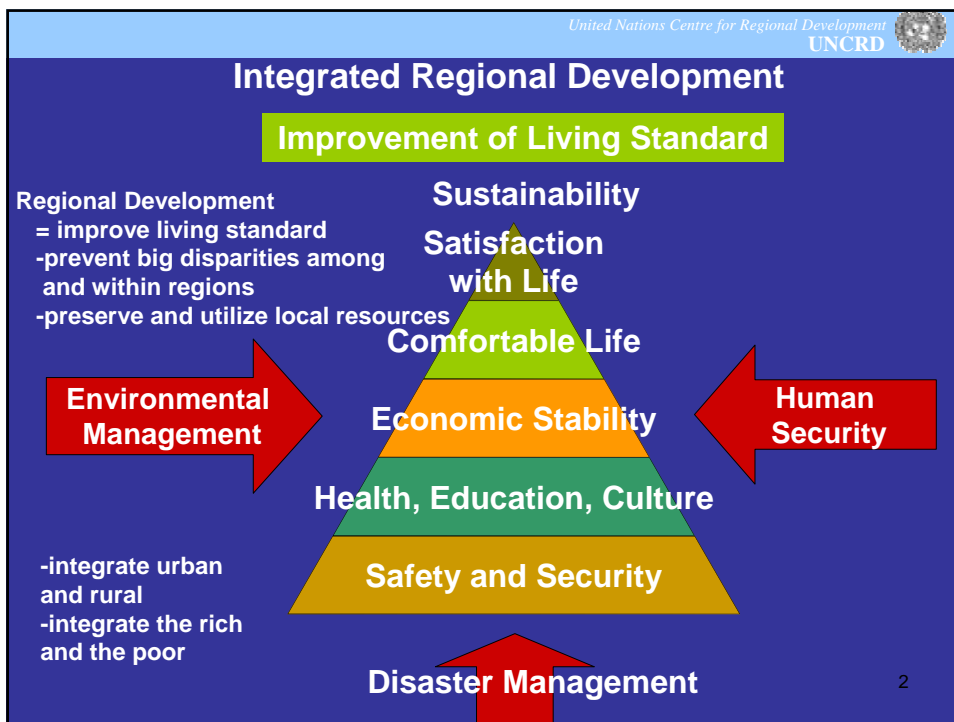 United Nations Centre for Regional Development
UNCRD
Integrated Regional Development
Improvement of Living Standard
Sustainability
Regional Development
= improve living standard
-prevent big disparities among
and within regions
-preserve and utilize local resources
Satisfaction
with Life
Comfortable Life
Environmental
Management
Economic Stability
Human
Security
Health, Education, Culture
-integrate urban
and rural
-integrate the rich
and the poor
Safety and Security
Disaster Management
2